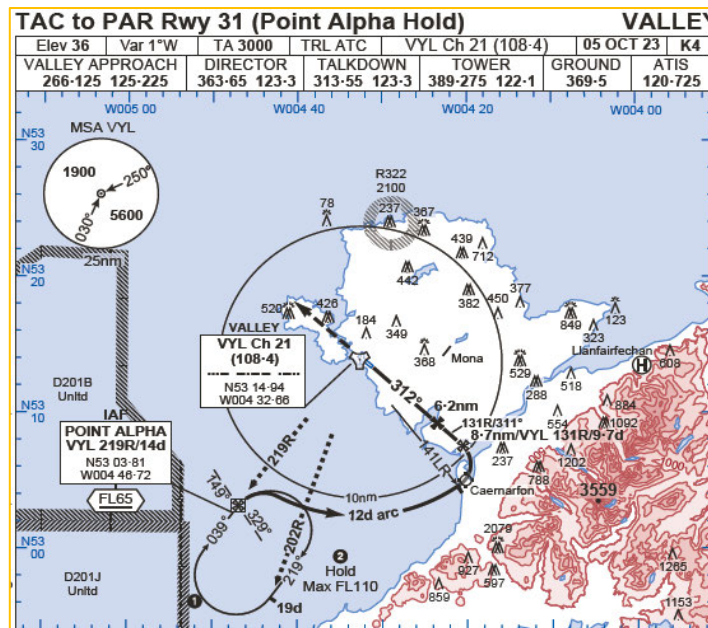 TAC to PAR Rwy 31 (Point Alpha Hold) VALLEY
Elev 36 Var 1°W TA 3000 TRL ATC VYL Ch 21 (108·4) 05 OCT 23 K4
VALLEY APPROACH DIRECTOR TALKDOWN TOWER GROUND ATIS
266·125 125·225 363·65 123·3 313·55 123·3 389·275 122·1 369·5 120·725
W005 00 W004 40 W004 20 W004 00
N53
30
MSA VYL
1900
250°
030°
5600
25nm
R322
2100
78
237
367
439
712
442
N53
20
382
450
377
520
426
184
349
368
Mona
849
123
323
Llanfairfechan
608
H
529
518
288
VALLEY
VYL Ch 21
(108·4)
N53 14·94
W004 32·66
312°
D201B
Unltd
N53
10
6·2nm
131R/311°
8·7nm/VYL 131R/9·7d
554
884
1092
237
1202
788
3559
IAF
POINT ALPHA
VYL 219R/14d
N53 03·81
W004 46·72
FL65
219R
141LR
Caernarfon
10nm
12d arc
149°
329°
039°
202R
219°
N53
00
2
Hold
Max FL110
19d
1
D201J
Unltd
2079
927
597
859
1265
1153